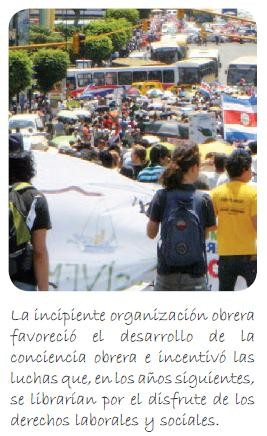 La incipiente organización obrera
favoreció el desarrollo de la
conciencia obrera e incentivó las
luchas que, en los años siguientes,
se librarían por el disfrute de los
derechos laborales y sociales.